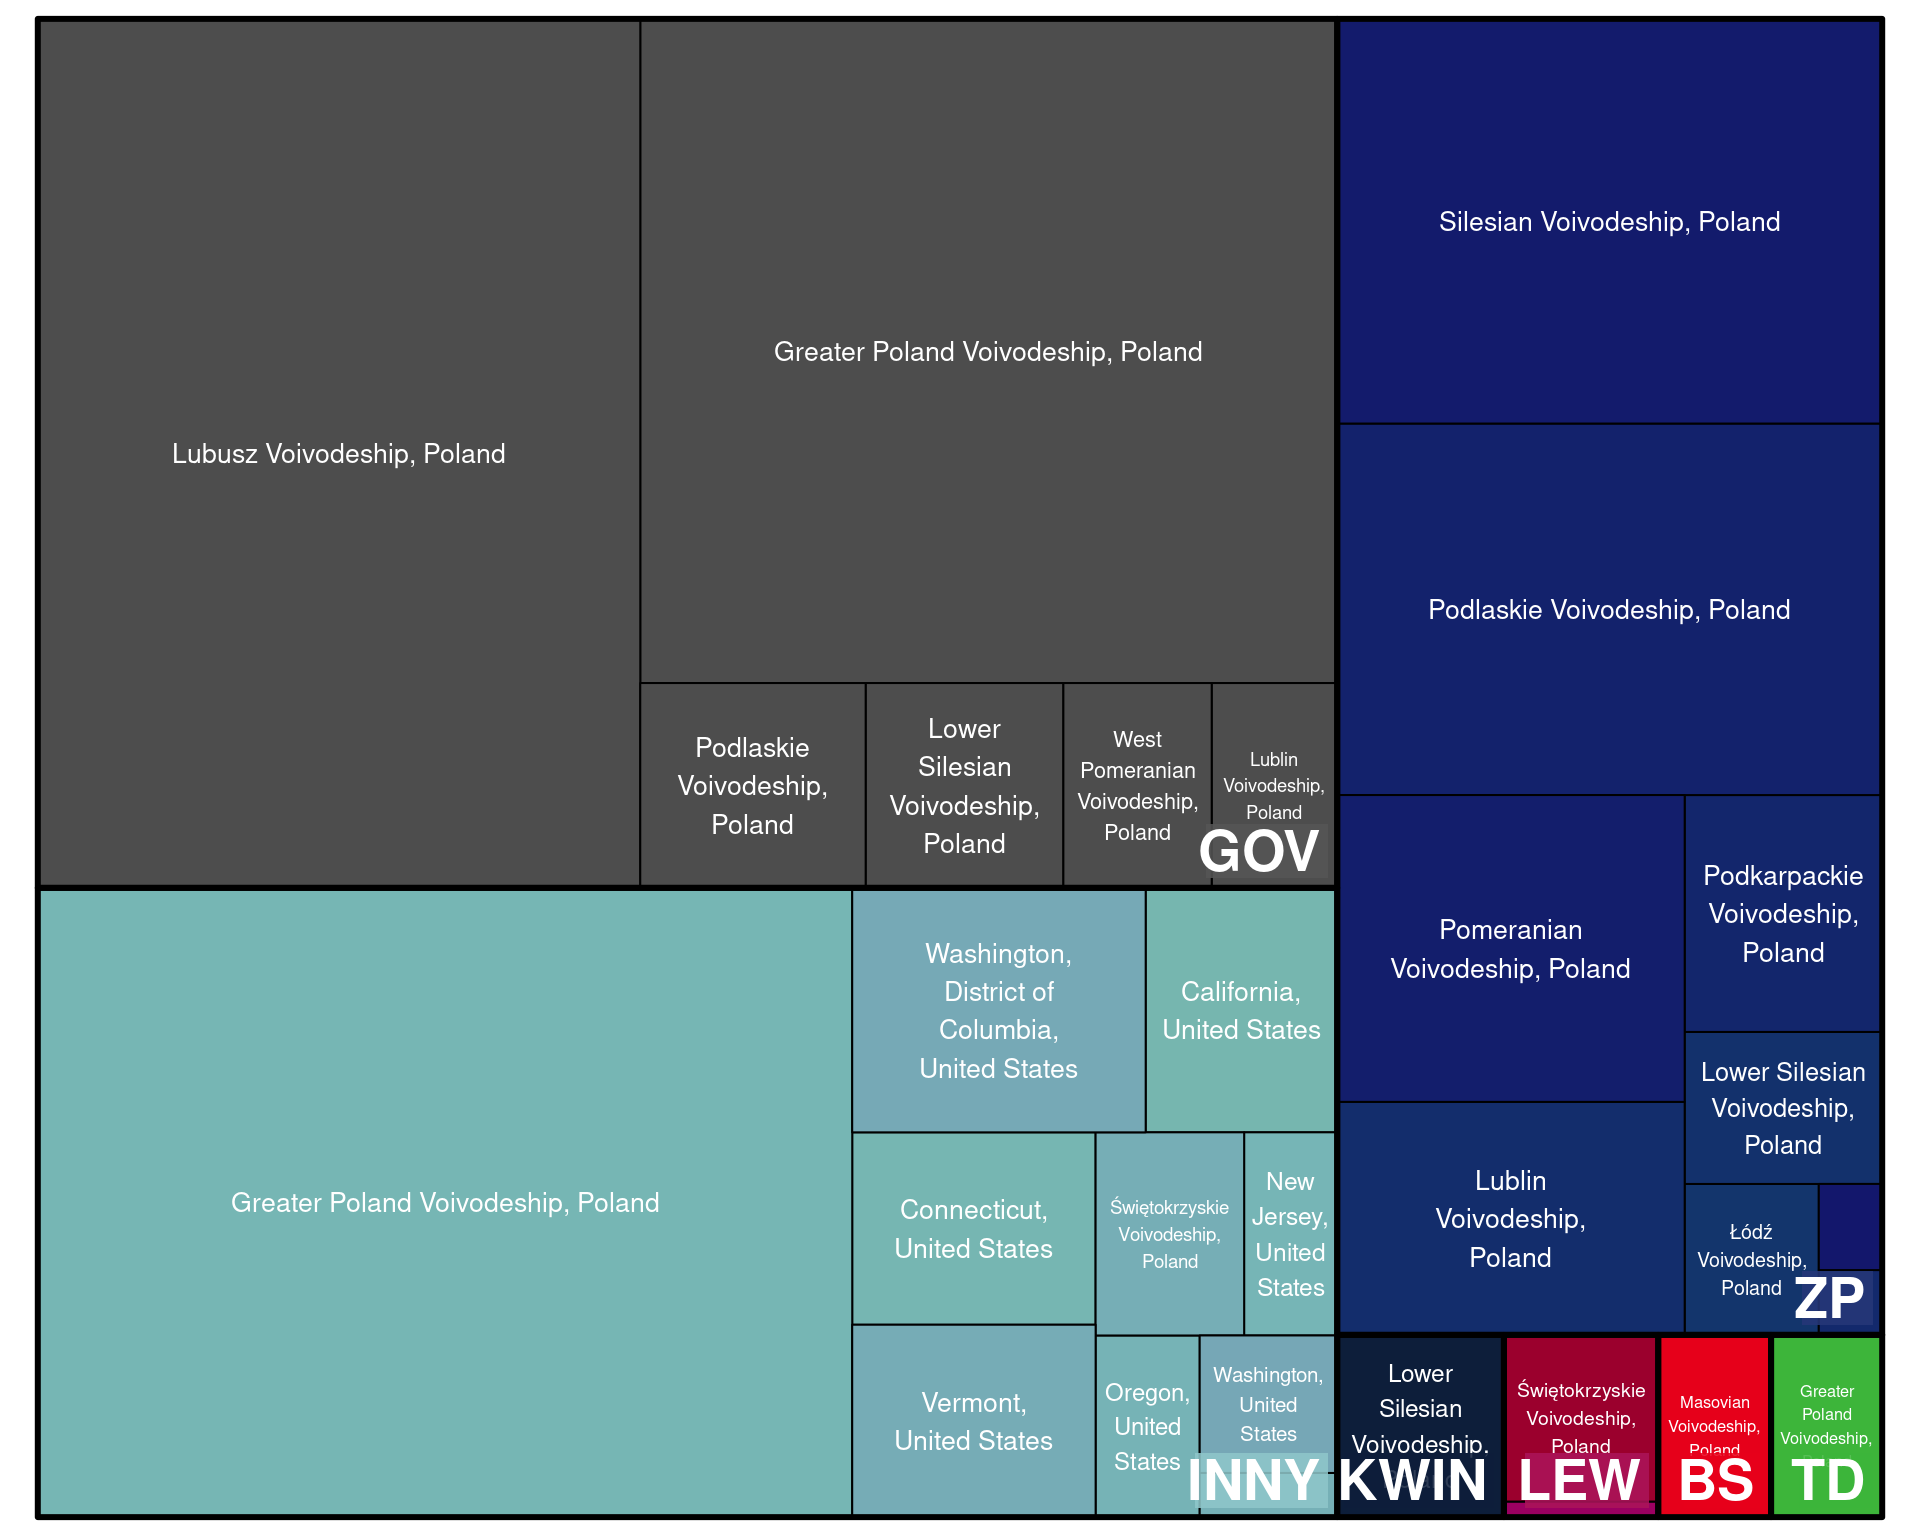 Lubusz Voivodeship, Poland
Greater Poland Voivodeship, Poland
Podlaskie
Voivodeship,
Poland
Lower
Silesian
Voivodeship,
Poland
West
Pomeranian
Voivodeship,
Poland
Lublin
Voivodeship,
Poland
GOV
Silesian Voivodeship, Poland
Podlaskie Voivodeship, Poland
Pomeranian
Voivodeship, Poland
Podkarpackie
Voivodeship,
Poland
Lower Silesian
Voivodeship,
Poland
Lublin
Voivodeship,
Poland
Łódź
Voivodeship,
Poland
ZP
Greater Poland Voivodeship, Poland
Washington,
District of
Columbia,
United States
California,
United States
Connecticut,
United States
Świętokrzyskie
Voivodeship,
Poland
New
Jersey,
United
States
Vermont,
United States
Oregon,
United
States
Washington,
United
States
INNY
Lower
Silesian
Voivodeship,
KWIN
Świętokrzyskie
Voivodeship,
Poland
LEW
Masovian
Voivodeship,
Poland
BS
Greater
Poland
Voivodeship,
TD